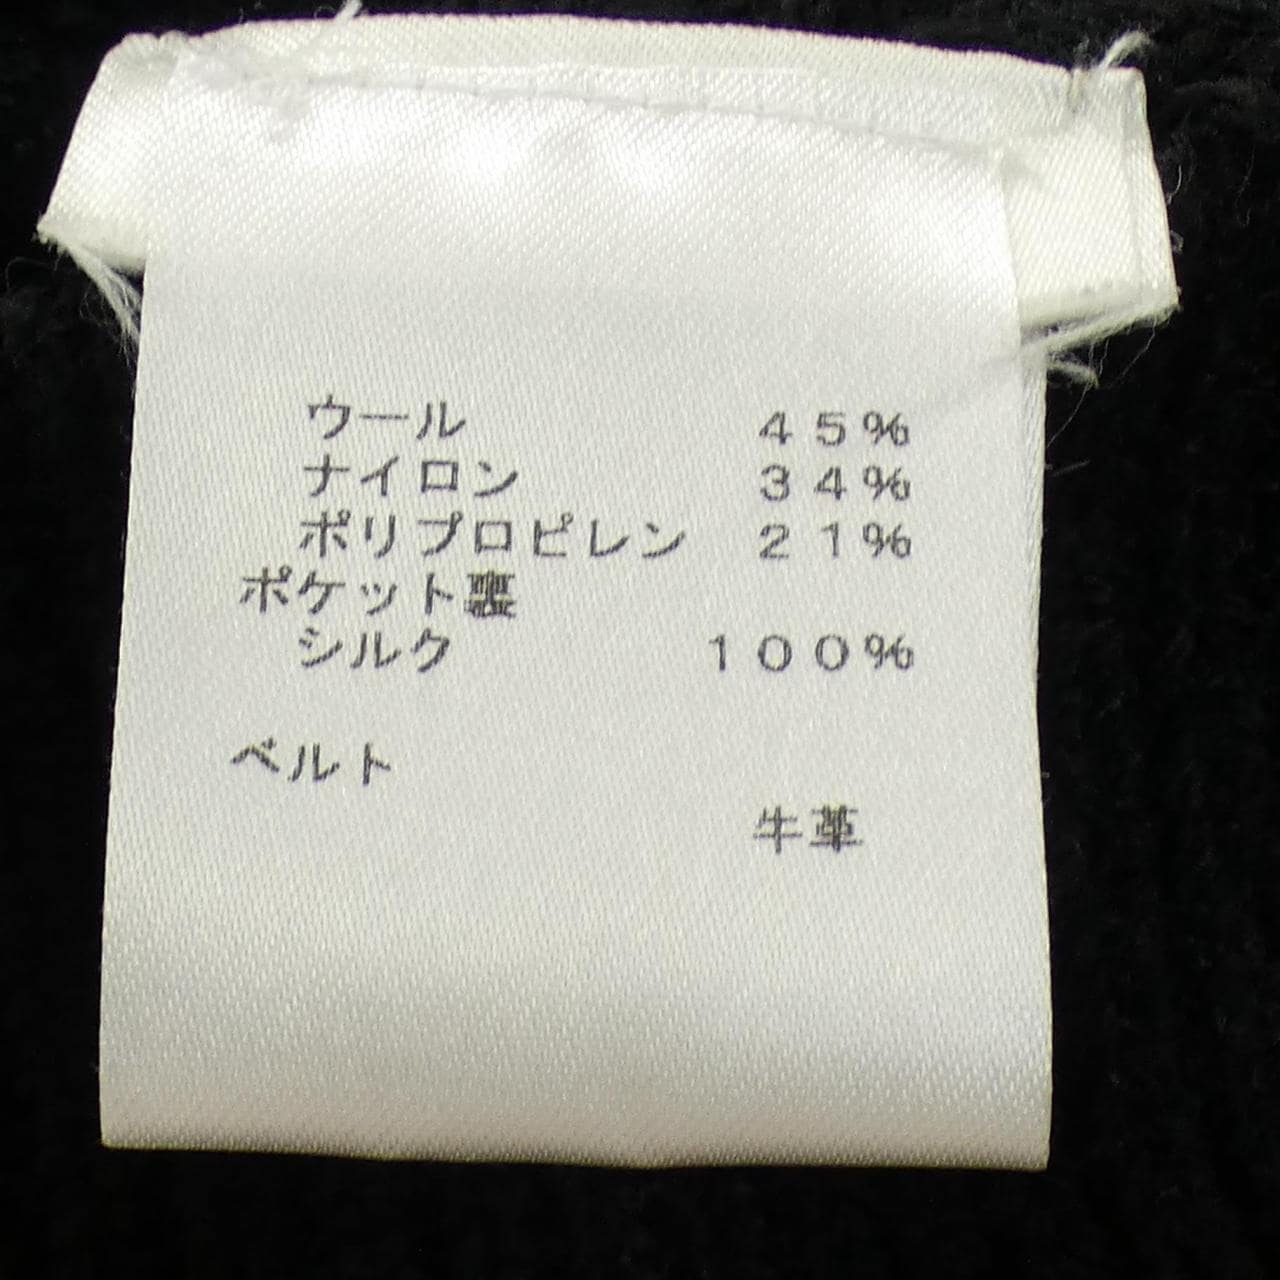 ウール ４５％
ナイロン ３４％
ポリプロピレン ２１％
ポケット裏
シルク １００％
ベルト
牛革